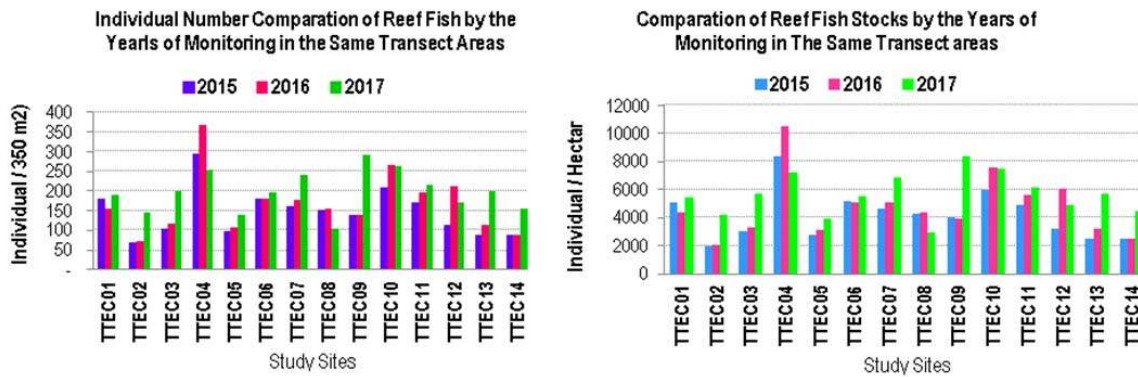 Individual Number Comparation of Reef Fish by the
Yearls of Monitoring in the Same Transect Areas
2015 2016 2017
Individual / 350 m2)
400
350
300
250
200
150
100
50
-
TTEC01
TTEC02
TTEC03
TTEC04
TTEC05
TTEC06
TTEC07
TTEC08
TTEC09
TTEC10
TTEC11
TTEC12
TTEC13
TTEC14
Study Sites
Comparation of Reef Fish Stocks by the Years of
Monitoring in The Same Transect areas
2015 2016 2017
Individual / Hectar
12000
10000
8000
6000
4000
2000
0
TTEC01
TTEC02
TTEC03
TTEC04
TTEC05
TTEC06
TTEC07
TTEC08
TTEC09
TTEC10
TTEC11
TTEC12
TTEC13
TTEC14
Study Sites